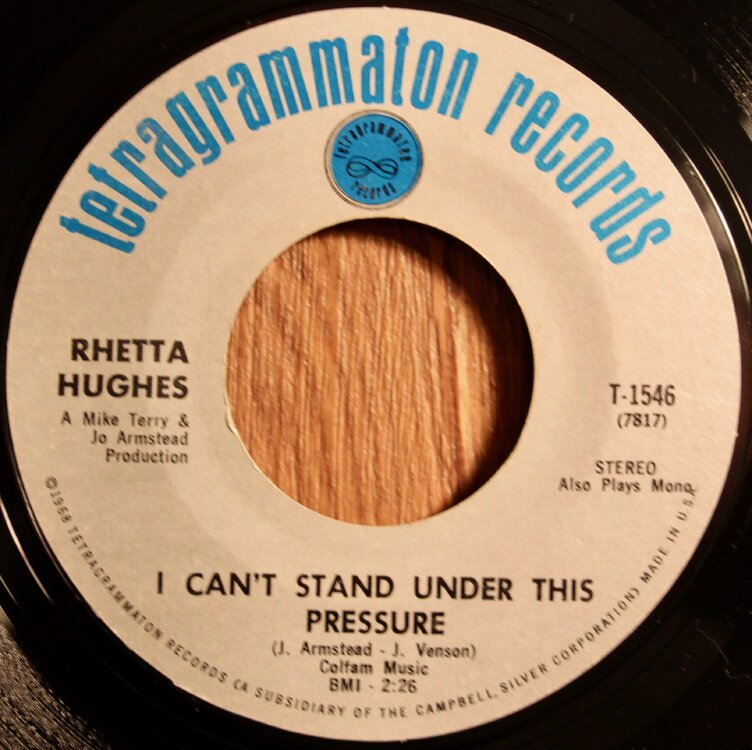 tetragrammaton records
tetragrammaton
records
RHETTA
HUGHES
A Mike Terry &
Jo Armstead
Production
T-1546
(7817)
STEREO
Also Plays Mono
I CAN'T STAND UNDER THIS
PRESSURE
(J. Armstead - J. Venson)
Colfam Music
BMI - 2:26
©1968 TETRAGRAMMATON RECORDS (A SUBSIDIARY OF THE CAMPBELL, SILVER CORPORATION) MADE IN U.S.A.